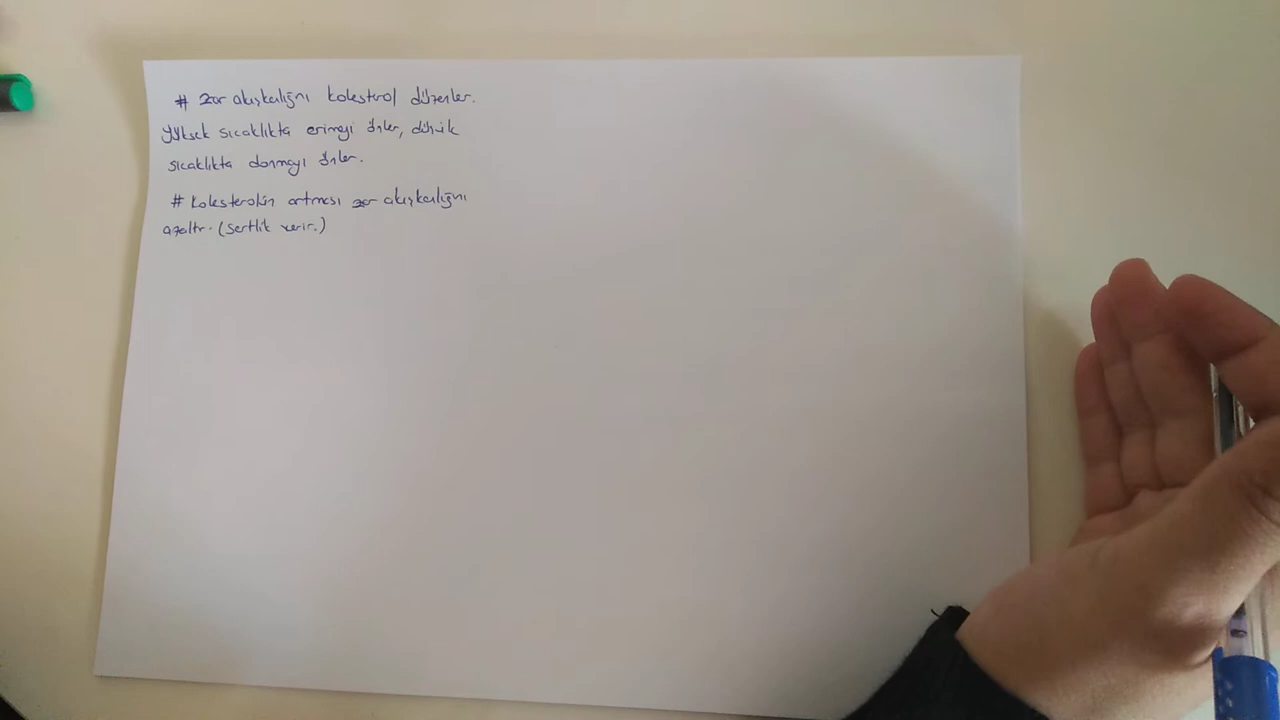 # zar akışkanlığını kolesterol düzenler.
Yüksek sıcaklıkta erimeyi önler, düşük
sıcaklıkta donmayı önler.
# Kolesterolün artması zar akışkanlığını
azaltır. (Sertlik verir.)